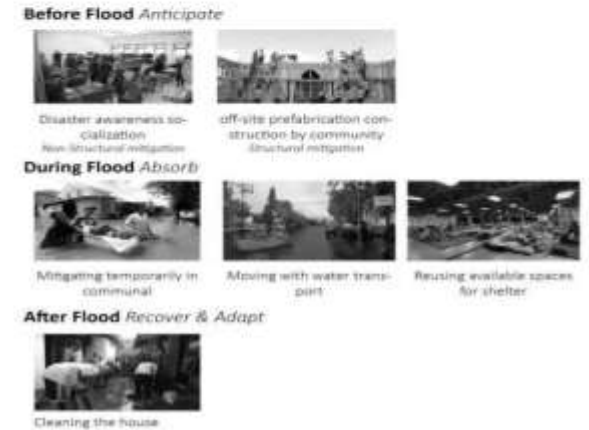 Before Flood Anticipate
Disaster awareness so-
cialization
Non-Structural mitigation
off-site prefabrication con-
struction by community
Structural mitigation
During Flood Absorb
Mitigating temporarily in
communal
Moving with water trans-
port
Reusing available spaces
for shelter
After Flood Recover & Adapt
Cleaning the house